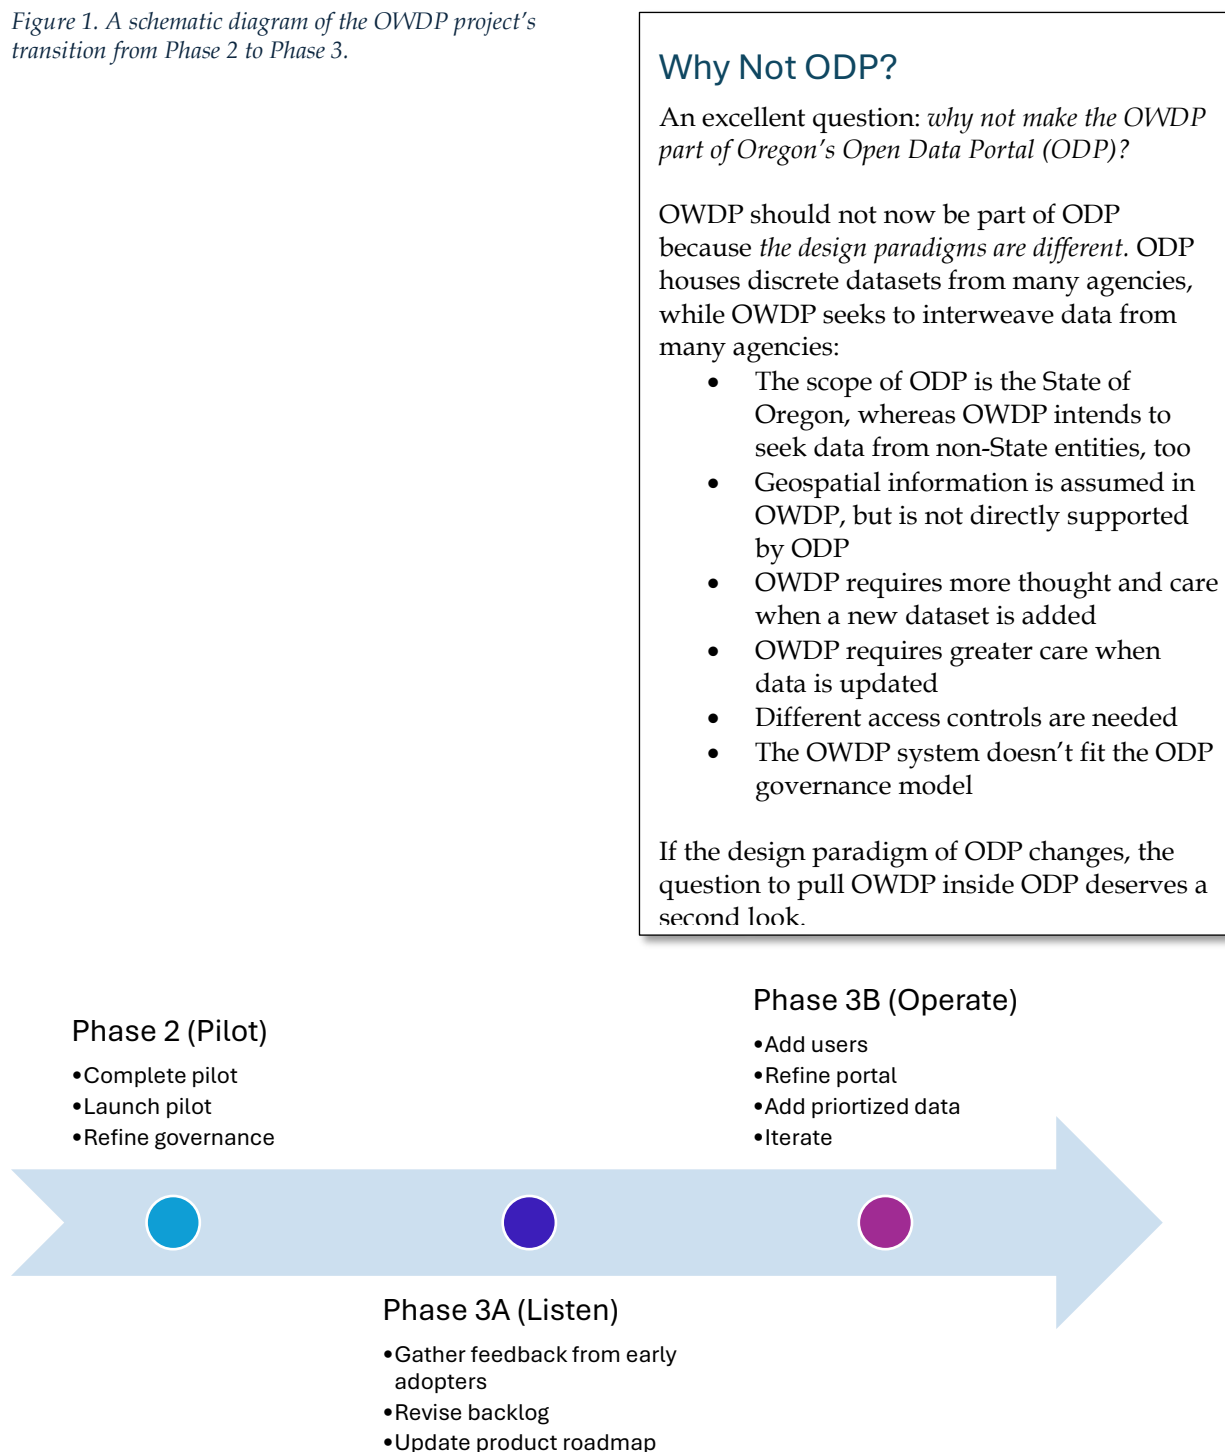 Figure 1. A schematic diagram of the OWDP project's
transition from Phase 2 to Phase 3.
Why Not ODP?
An excellent question: why not make the OWDP
part of Oregon's Open Data Portal (ODP)?
OWDP should not now be part of ODP
because the design paradigms are different. ODP
houses discrete datasets from many agencies,
while OWDP seeks to interweave data from
many agencies:
• The scope of ODP is the State of
Oregon, whereas OWDP intends to
seek data from non-State entities, too
• Geospatial information is assumed in
OWDP, but is not directly supported
by ODP
• OWDP requires more thought and care
when a new dataset is added
• OWDP requires greater care when
data is updated
• Different access controls are needed
• The OWDP system doesn't fit the ODP
governance model
If the design paradigm of ODP changes, the
question to pull OWDP inside ODP deserves a
second look.
Phase 2 (Pilot)
•Complete pilot
•Launch pilot
•Refine governance
Phase 3A (Listen)
•Gather feedback from early
adopters
•Revise backlog
•Update product roadmap
Phase 3B (Operate)
•Add users
•Refine portal
•Add priortized data
•Iterate